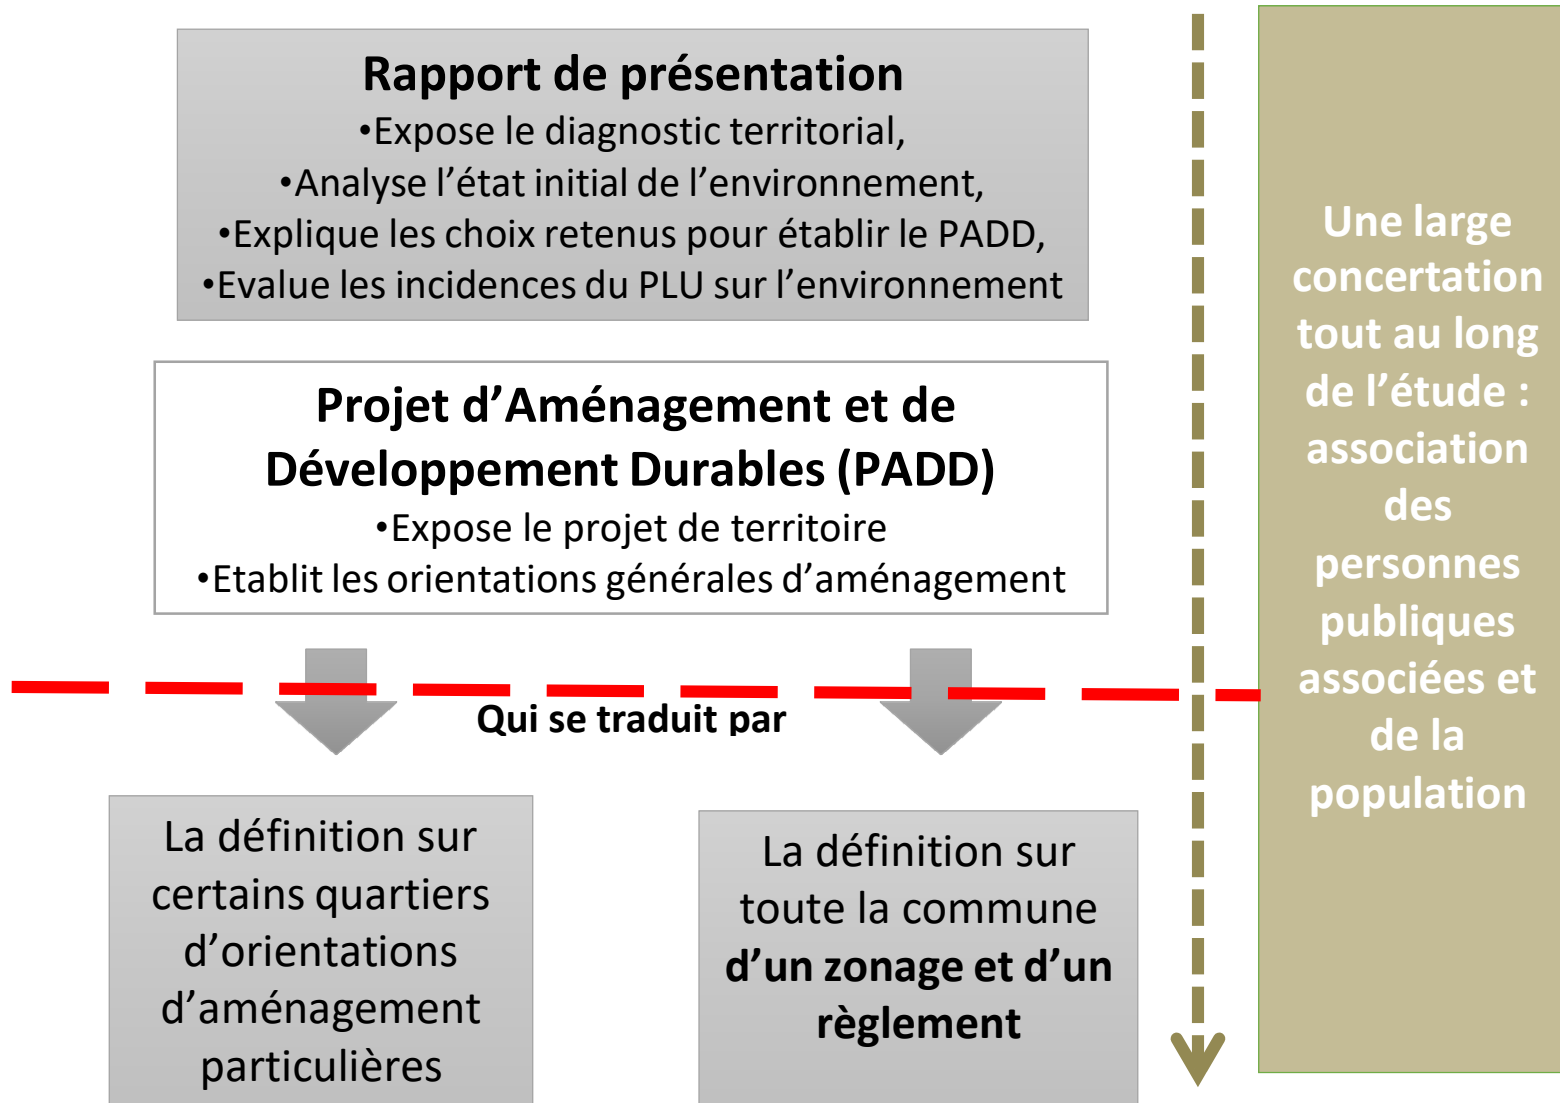 Rapport de présentation
•Expose le diagnostic territorial,
•Analyse l’état initial de l’environnement,
•Explique les choix retenus pour établir le PADD,
•Evalue les incidences du PLU sur l’environnement
Projet d’Aménagement et de
Développement Durables (PADD)
•Expose le projet de territoire
•Etablit les orientations générales d’aménagement
Qui se traduit par
La définition sur
certains quartiers
d’orientations
d’aménagement
particulières
La définition sur
toute la commune
d’un zonage et d’un
règlement
Une large
concertation
tout au long
de l’étude :
association
des
personnes
publiques
associées et
de la
population